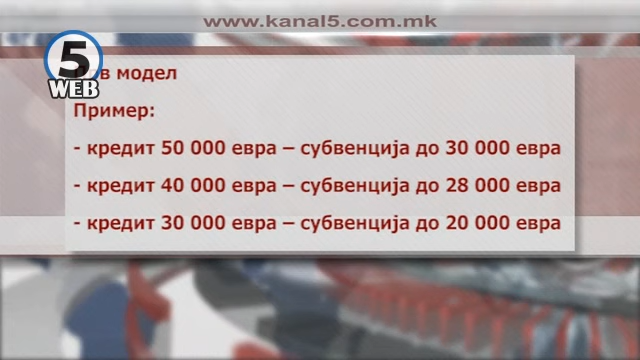 www.kanal5.com.mk
5
WEB
модел
Пример:
- кредит 50 000 евра – субвенција до 30 000 евра
- кредит 40 000 евра – субвенција до 28 000 евра
- кредит 30 000 евра – субвенција до 20 000 евра